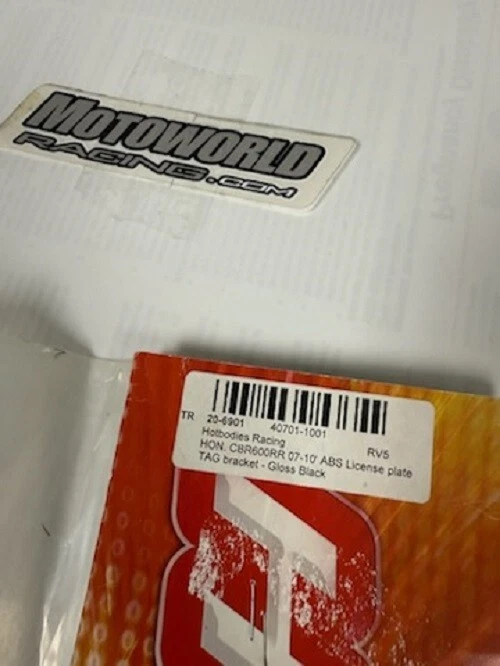 MOTOWORLD
RACING.COM
TR 20-6901 40701-1001 RV5
Hotbodies Racing
HON. CBR600RR 07-10' ABS License plate
TAG bracket - Gloss Black